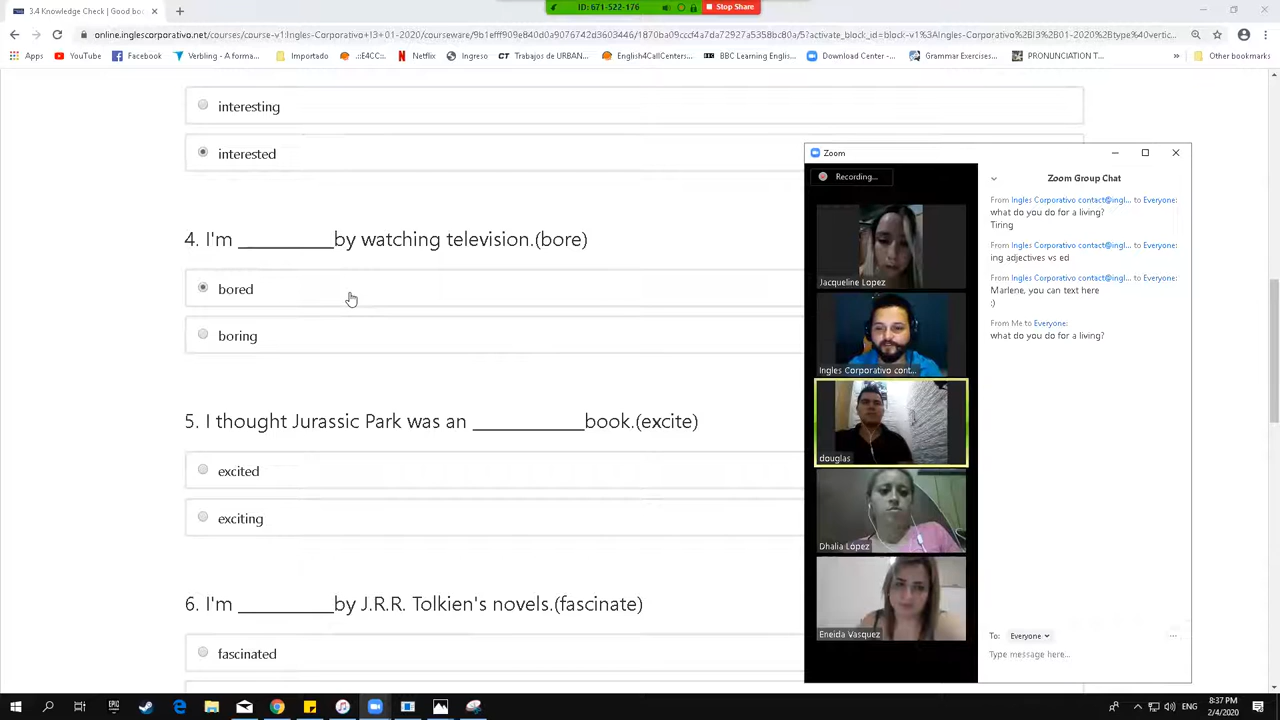 3.4 Knowledge Check | Good bo
ID: 671-522-176
Stop Share
online.inglescorporativo.net/courses/course-v1:Ingles-Corporativo+I3+01-2020/courseware/
Apps
YouTube
Facebook
Verbling - A forma...
Importado
.::EEC::.
Netflix
Ingreso
Trabajos de URBAN...
English4CallCenters...
BBC Learning Engli...
Download Center -...
Grammar Exercises...
PRONUNCIATION T...
»
Other bookmarks
interesting
interested
4. I'm __________by watching television.(bore)
bored
boring
5. I thought Jurassic Park was an ____________book.(excite)
excited
exciting
6. I'm __________by J.R.R. Tolkien's novels.(fascinate)
fascinated
Zoom
Recording...
Jacqueline Lopez
Ingles Corporativo cont...
douglas
Dhalia López
Eneida Vasquez
Zoom Group Chat
From Ingles Corporativo contact@ingl... to Everyone:
what do you do for a living?
Tiring
From Ingles Corporativo contact@ingl... to Everyone:
ing adjectives vs ed
From Ingles Corporativo contact@ingl... to Everyone:
Marlene, you can text here
:)
From Me to Everyone:
what do you do for a living?
To: Everyone
...
Type message here...
8:37 PM
2/4/2020